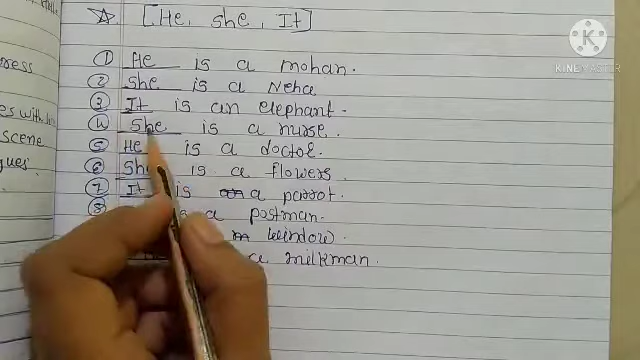 ☆ [He, she, It]
① He is a mohan.
② She is a Neha
③ It is an elephant.
④ She is a nurse.
⑤ He is a doctor.
⑥ She is a flowers.
⑦ It is a parrot.
⑧ is a postman.
window.
a milkman.
ress
es with
scene
gues.
KINEMASTER